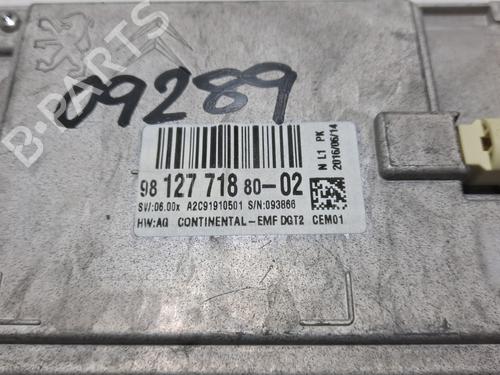 09289
98 127 718 80-02
SW:06.00x A2C91910501 S/N:093866
HW:AQ CONTINENTAL-EMF DGT2 CEM01
N L1 PK
2016/06/14
B-PARTS